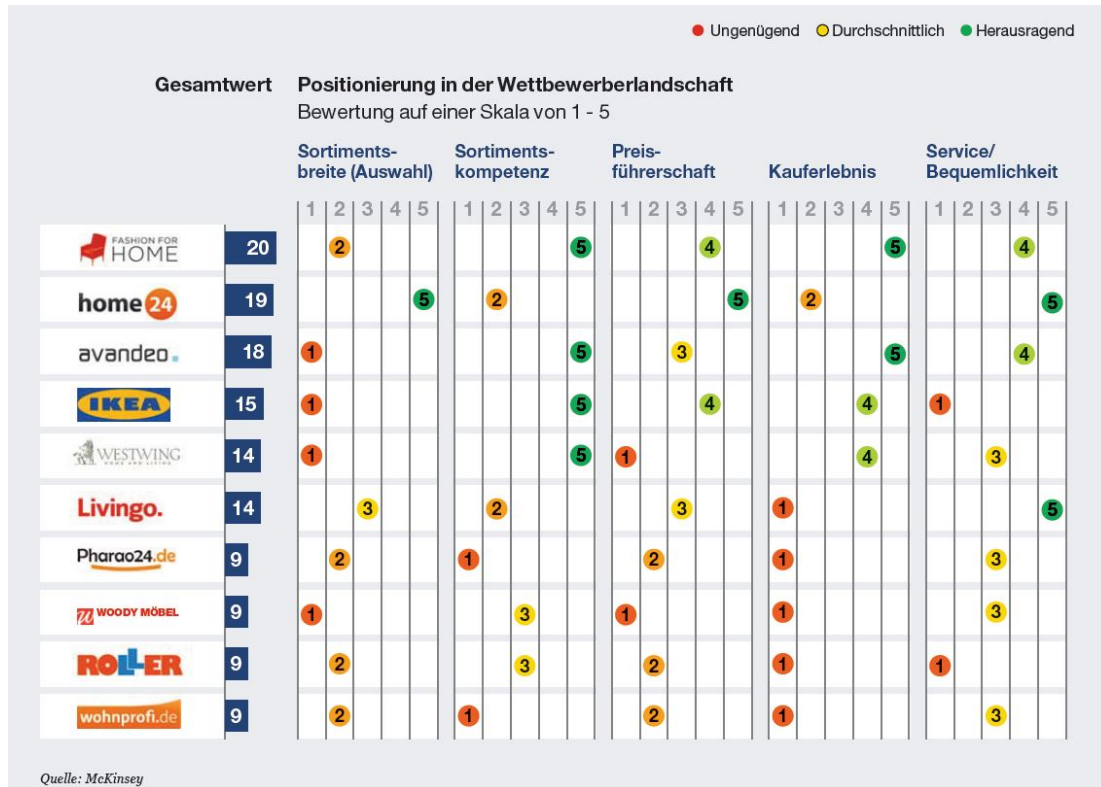 Ungenügend Durchschnittlich Herausragend
Gesamtwert Positionierung in der Wettbewerberlandschaft
Bewertung auf einer Skala von 1 - 5
Sortiments-
breite (Auswahl)
Sortiments-
kompetenz
Preis-
führerschaft
Kauferlebnis
Service/
Bequemlichkeit
1 2 3 4 5 1 2 3 4 5 1 2 3 4 5 1 2 3 4 5 1 2 3 4 5
FASHION FOR
HOME
20 2 5 4 5 4
home24 19 5 2 5 2 5
avandeo. 18 1 5 3 5 4
IKEA 15 1 5 4 4 1
WESTWING
HOME AND LIVING
14 1 5 1 4 3
Livingo. 14 3 2 3 1 5
Pharao24.de 9 2 1 2 1 3
w WOODY MÖBEL 9 1 3 1 1 3
ROLLER 9 2 3 2 1 1
wohnprofi.de 9 2 1 2 1 3
Quelle: McKinsey